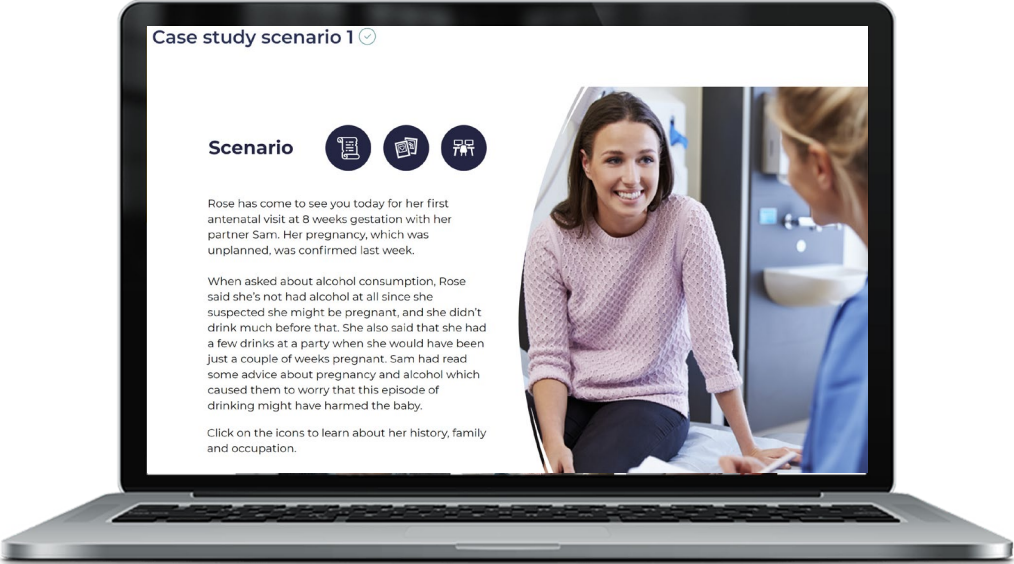 Case study scenario 1
Scenario
Rose has come to see you today for her first
antenatal visit at 8 weeks gestation with her
partner Sam. Her pregnancy, which was
unplanned, was confirmed last week.
When asked about alcohol consumption, Rose
said she's not had alcohol at all since she
suspected she might be pregnant, and she didn't
drink much before that. She also said that she had
a few drinks at a party when she would have been
just a couple of weeks pregnant. Sam had read
some advice about pregnancy and alcohol which
caused them to worry that this episode of
drinking might have harmed the baby.
Click on the icons to learn about her history, family
and occupation.